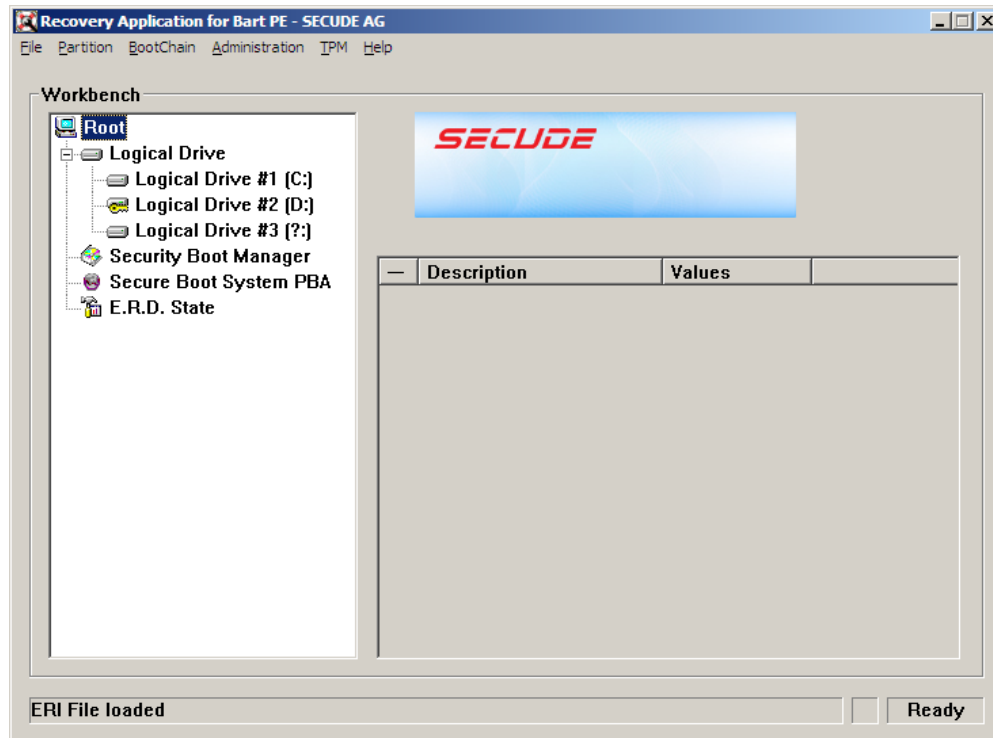 Recovery Application for Bart PE - SECUDE AG
File Partition BootChain Administration TPM Help
Workbench
Root
Logical Drive
Logical Drive #1 (C:)
Logical Drive #2 (D:)
Logical Drive #3 (?:)
Security Boot Manager
Secure Boot System PBA
E.R.D. State
SECUDE
— Description Values
ERI File loaded
Ready